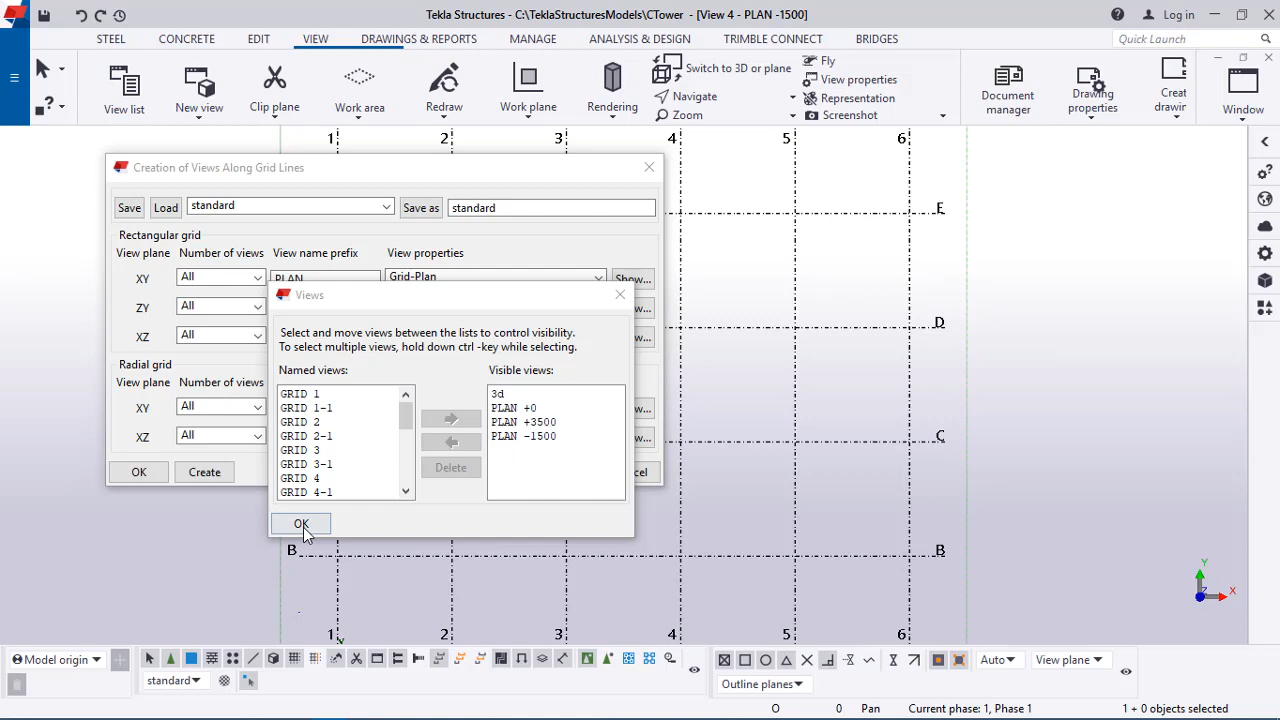 Tekla Structures - C:\TeklaStructuresModels\CTower - [View 4 - PLAN -1500]
Log in
STEEL CONCRETE EDIT VIEW DRAWINGS & REPORTS MANAGE ANALYSIS & DESIGN TRIMBLE CONNECT BRIDGES Quick Launch
View list
New view
Clip plane
Work area
Redraw
Work plane
Rendering
Switch to 3D or plane
Navigate
Zoom
Fly
View properties
Representation
Screenshot
Document manager
Drawing properties
Creat
drawin
Window
1 2 3 4 5 6
Creation of Views Along Grid Lines
Save Load standard Save as standard
Rectangular grid
View plane Number of views View name prefix View properties
XY All PLAN Grid-Plan Show...
ZY All
XZ All
Radial grid
View plane Number of views
XY All
XZ All
OK Create
Views
Select and move views between the lists to control visibility.
To select multiple views, hold down ctrl -key while selecting.
Named views: Visible views:
GRID 1
GRID 1-1
GRID 2
GRID 2-1
GRID 3
GRID 3-1
GRID 4
GRID 4-1
3d
PLAN +0
PLAN +3500
PLAN -1500
Delete
OK
E
D
C
B B
1 2 3 4 5 6
Y
X
Z
Model origin
standard
Auto View plane
Outline planes
O 0 Pan Current phase: 1, Phase 1 1 + 0 objects selected